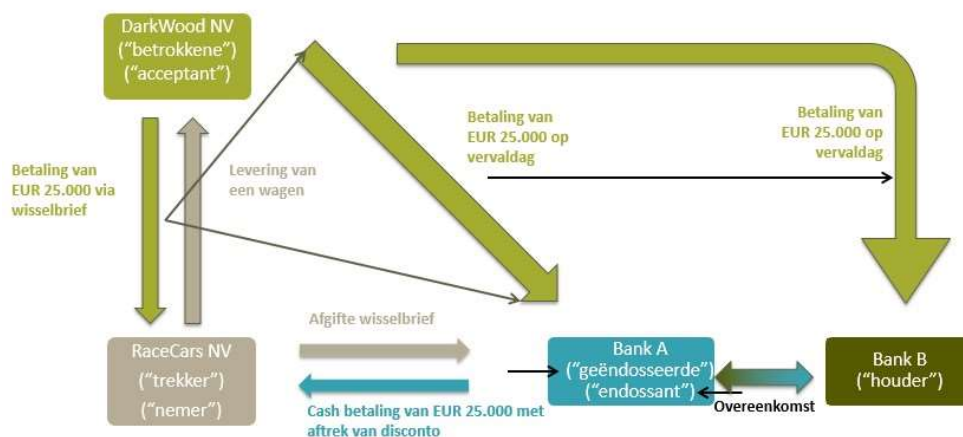 DarkWood NV
(“betrokkene”)
(“acceptant”)
Betaling van
EUR 25.000 via
wisselbrief
Levering van
een wagen
Betaling van
EUR 25.000 op
vervaldag
Betaling van
EUR 25.000 op
vervaldag
Afgifte wisselbrief
RaceCars NV
(“trekker”)
(“nemer”)
Cash betaling van EUR 25.000 met
aftrek van disconto
Bank A
(“geëndosseerde”)
(“endossant”)
Overeenkomst
Bank B
(“houder”)